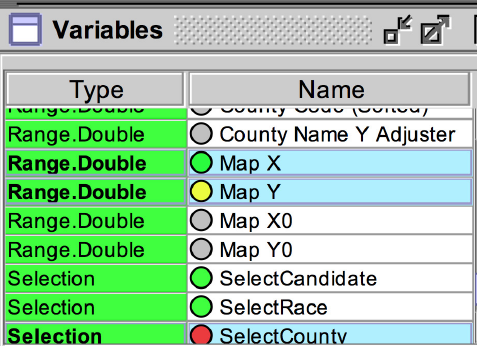 Variables
Type Name
Range.Double County Code (Sorted)
Range.Double County Name Y Adjuster
Range.Double Map X
Range.Double Map Y
Range.Double Map X0
Range.Double Map Y0
Selection SelectCandidate
Selection SelectRace
Selection SelectCounty